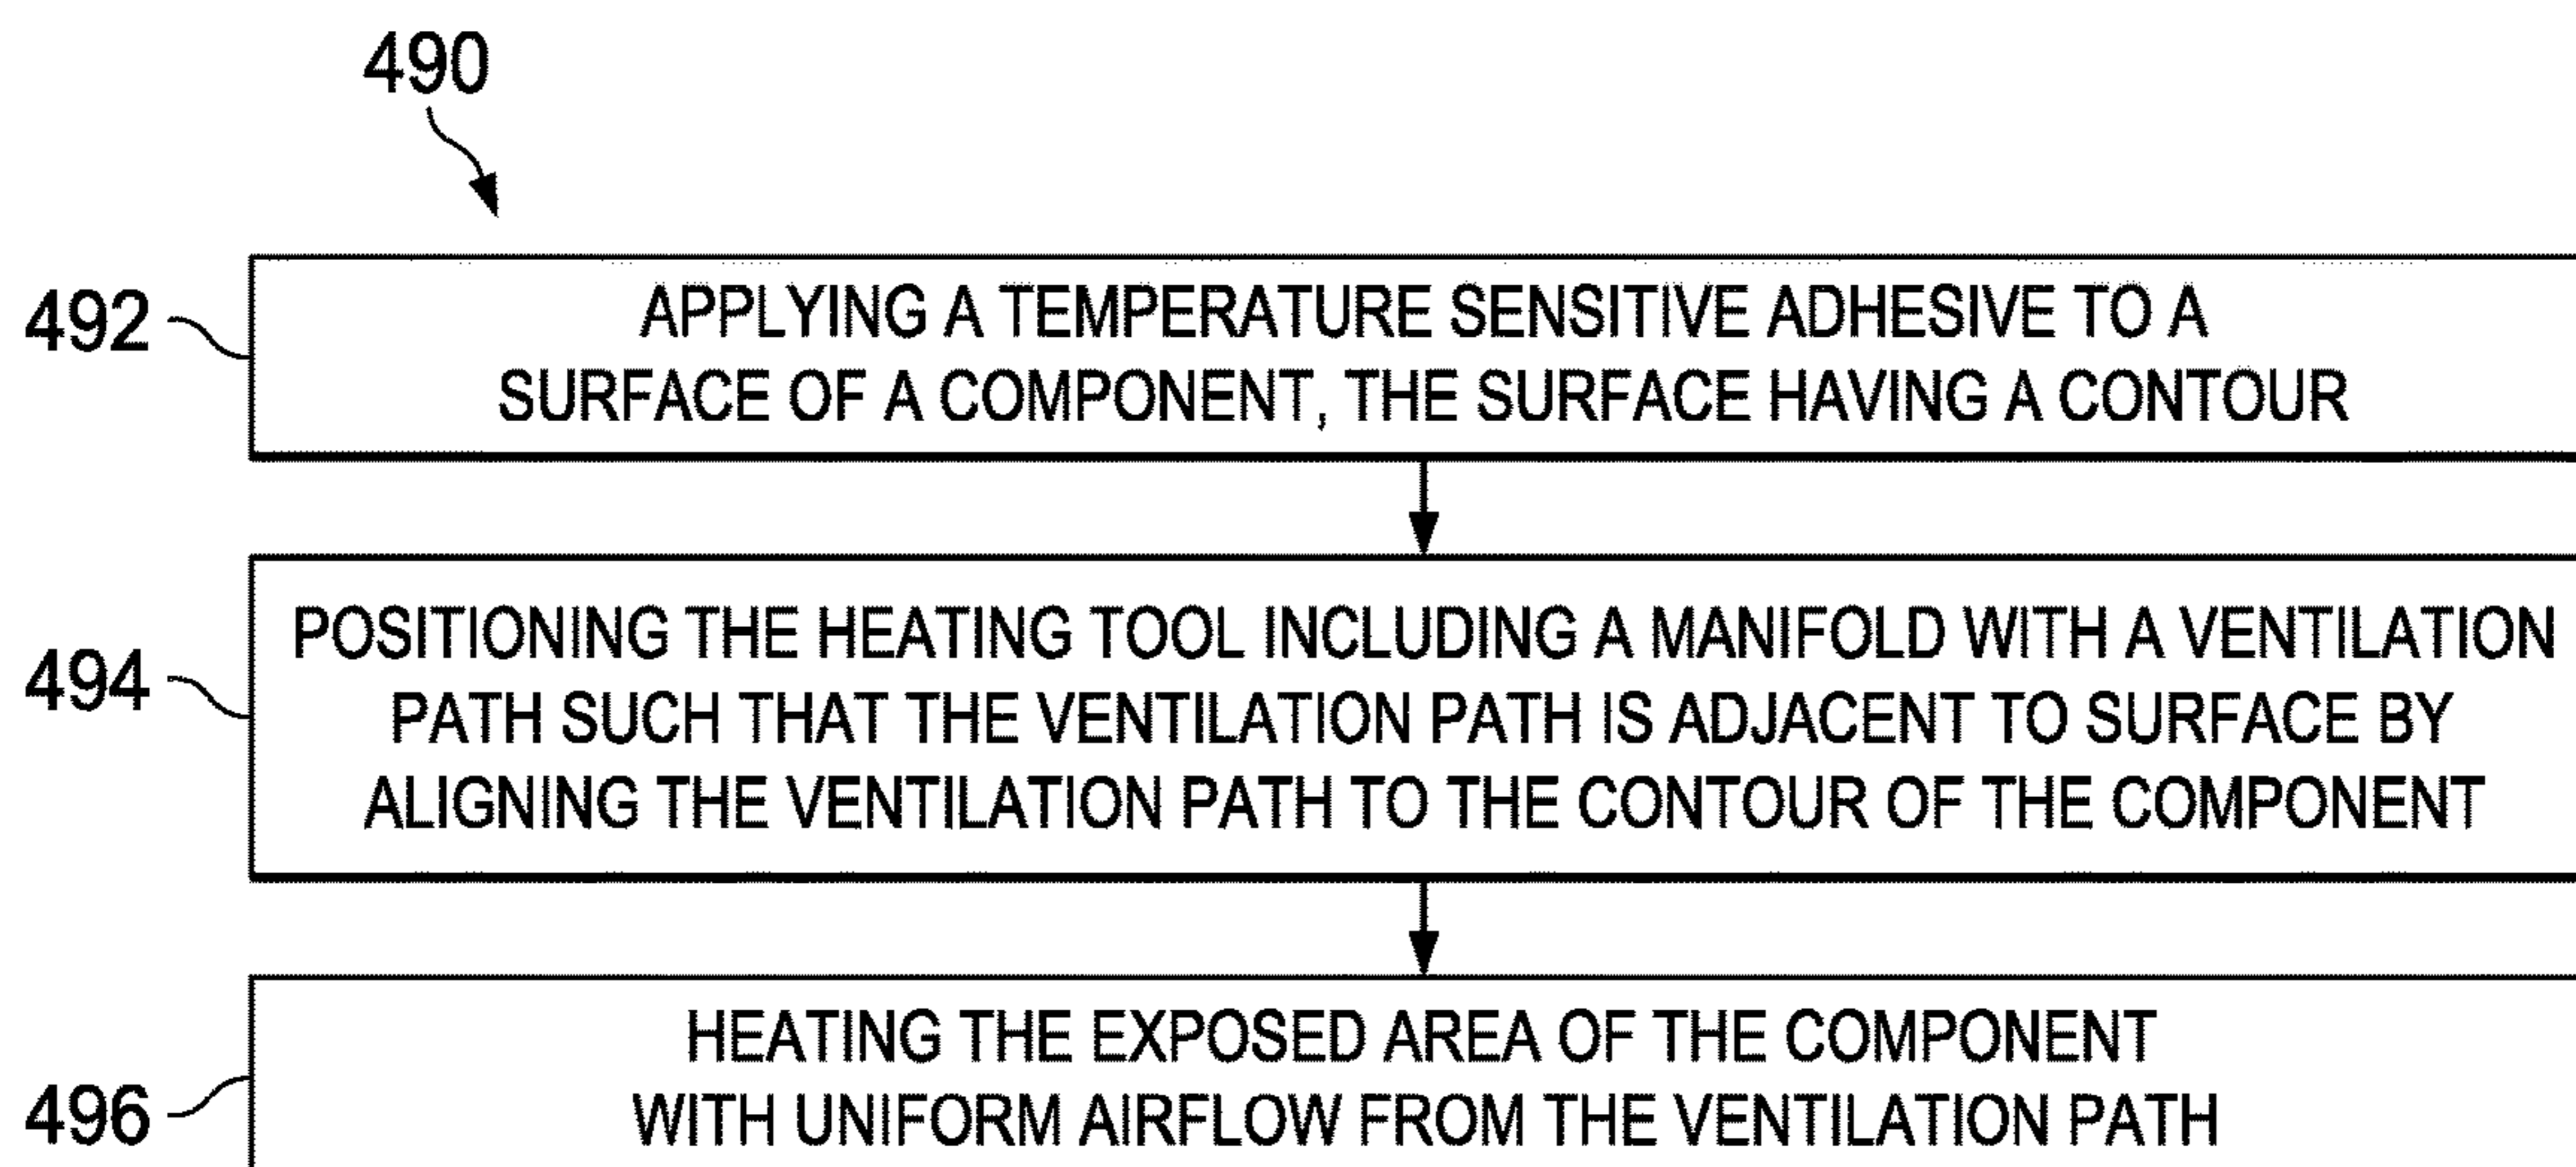 490
492
APPLYING A TEMPERATURE SENSITIVE ADHESIVE TO A
SURFACE OF A COMPONENT, THE SURFACE HAVING A CONTOUR
494
POSITIONING THE HEATING TOOL INCLUDING A MANIFOLD WITH A VENTILATION
PATH SUCH THAT THE VENTILATION PATH IS ADJACENT TO SURFACE BY
ALIGNING THE VENTILATION PATH TO THE CONTOUR OF THE COMPONENT
496
HEATING THE EXPOSED AREA OF THE COMPONENT
WITH UNIFORM AIRFLOW FROM THE VENTILATION PATH